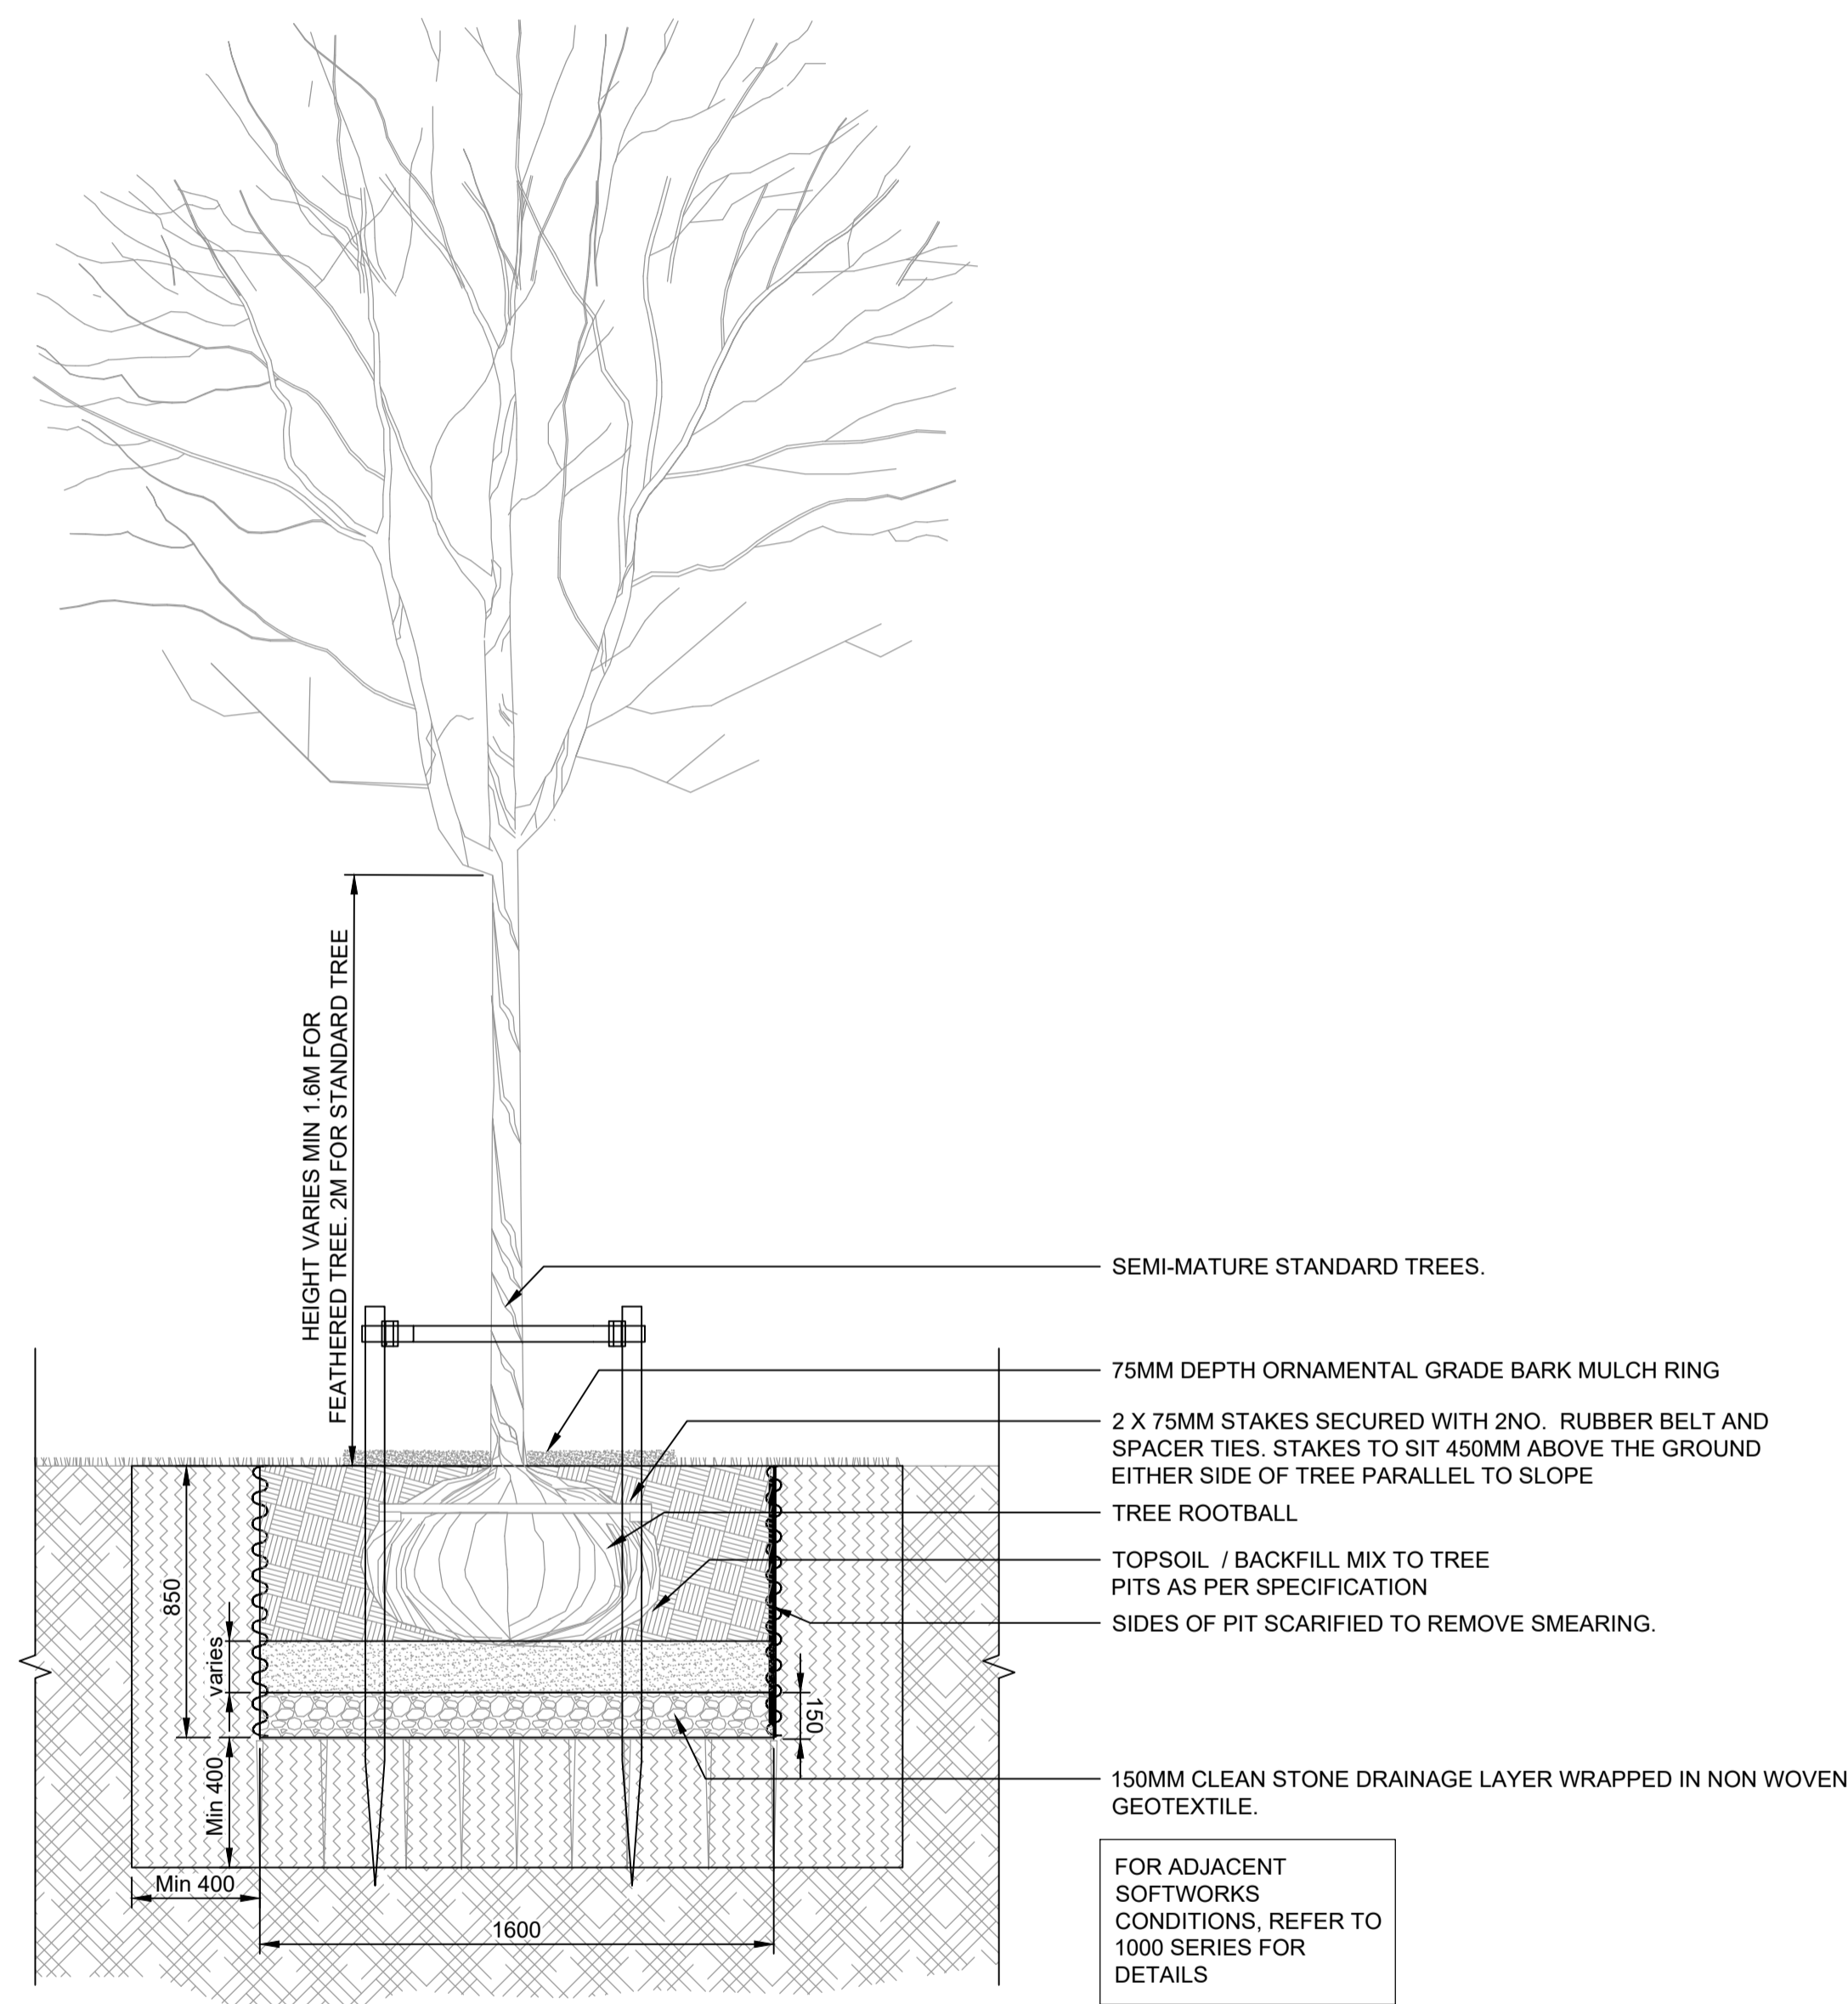 HEIGHT VARIES MIN 1.6M FOR
FEATHERED TREE. 2M FOR STANDARD TREE
SEMI-MATURE STANDARD TREES.
75MM DEPTH ORNAMENTAL GRADE BARK MULCH RING
2 X 75MM STAKES SECURED WITH 2NO. RUBBER BELT AND
SPACER TIES. STAKES TO SIT 450MM ABOVE THE GROUND
EITHER SIDE OF TREE PARALLEL TO SLOPE
TREE ROOTBALL
TOPSOIL / BACKFILL MIX TO TREE
PITS AS PER SPECIFICATION
SIDES OF PIT SCARIFIED TO REMOVE SMEARING.
850
varies
150
Min 400
150MM CLEAN STONE DRAINAGE LAYER WRAPPED IN NON WOVEN
GEOTEXTILE.
Min 400
1600
FOR ADJACENT
SOFTWORKS
CONDITIONS, REFER TO
1000 SERIES FOR
DETAILS